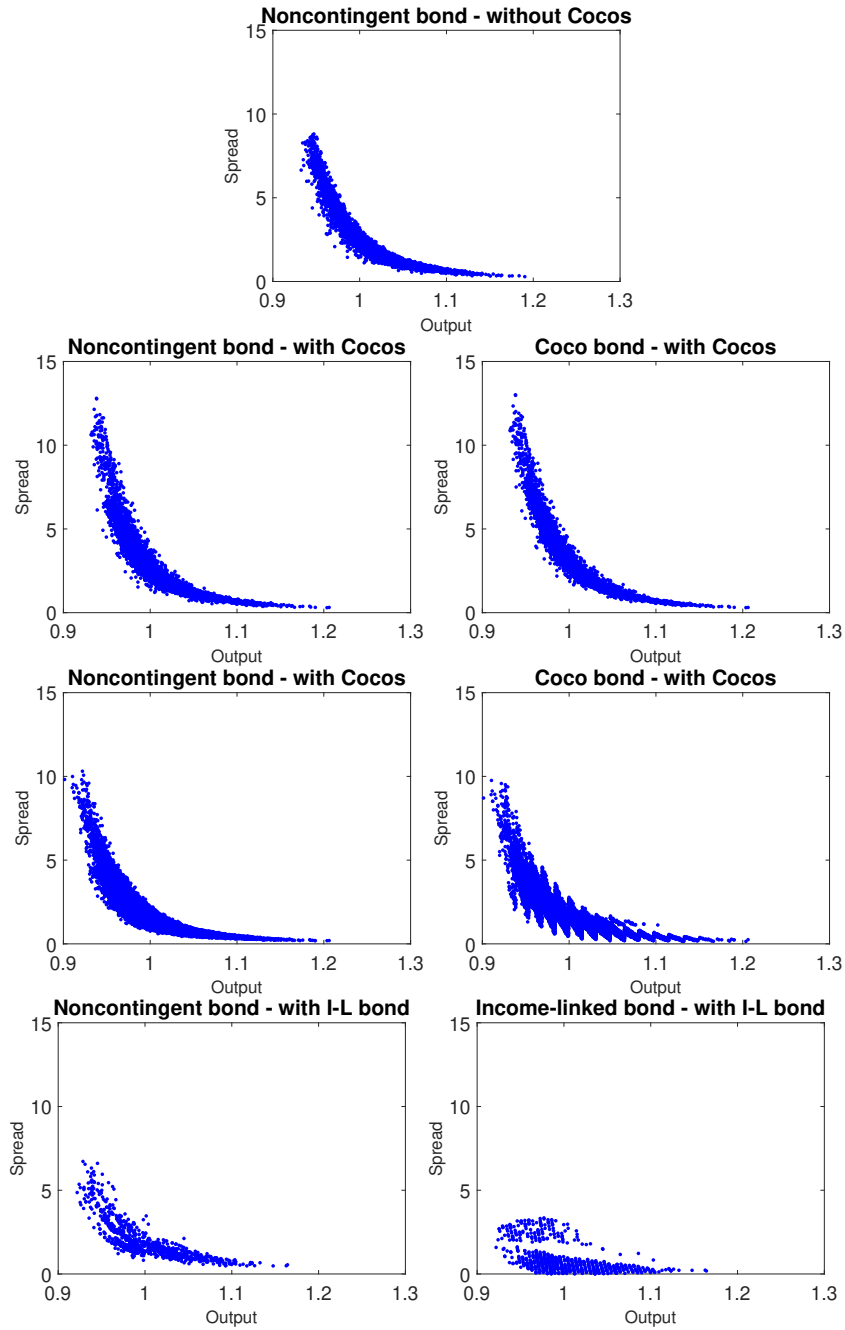 Noncontingent bond - without Cocos
15
10
5
0
Spread
0.9 1 1.1 1.2 1.3
Output
Noncontingent bond - with Cocos
15
10
5
0
Spread
0.9 1 1.1 1.2 1.3
Output
Coco bond - with Cocos
15
10
5
0
Spread
0.9 1 1.1 1.2 1.3
Output
Noncontingent bond - with Cocos
15
10
5
0
Spread
0.9 1 1.1 1.2 1.3
Output
Coco bond - with Cocos
15
10
5
0
Spread
0.9 1 1.1 1.2 1.3
Output
Noncontingent bond - with I-L bond
15
10
5
0
Spread
0.9 1 1.1 1.2 1.3
Output
Income-linked bond - with I-L bond
15
10
5
0
Spread
0.9 1 1.1 1.2 1.3
Output